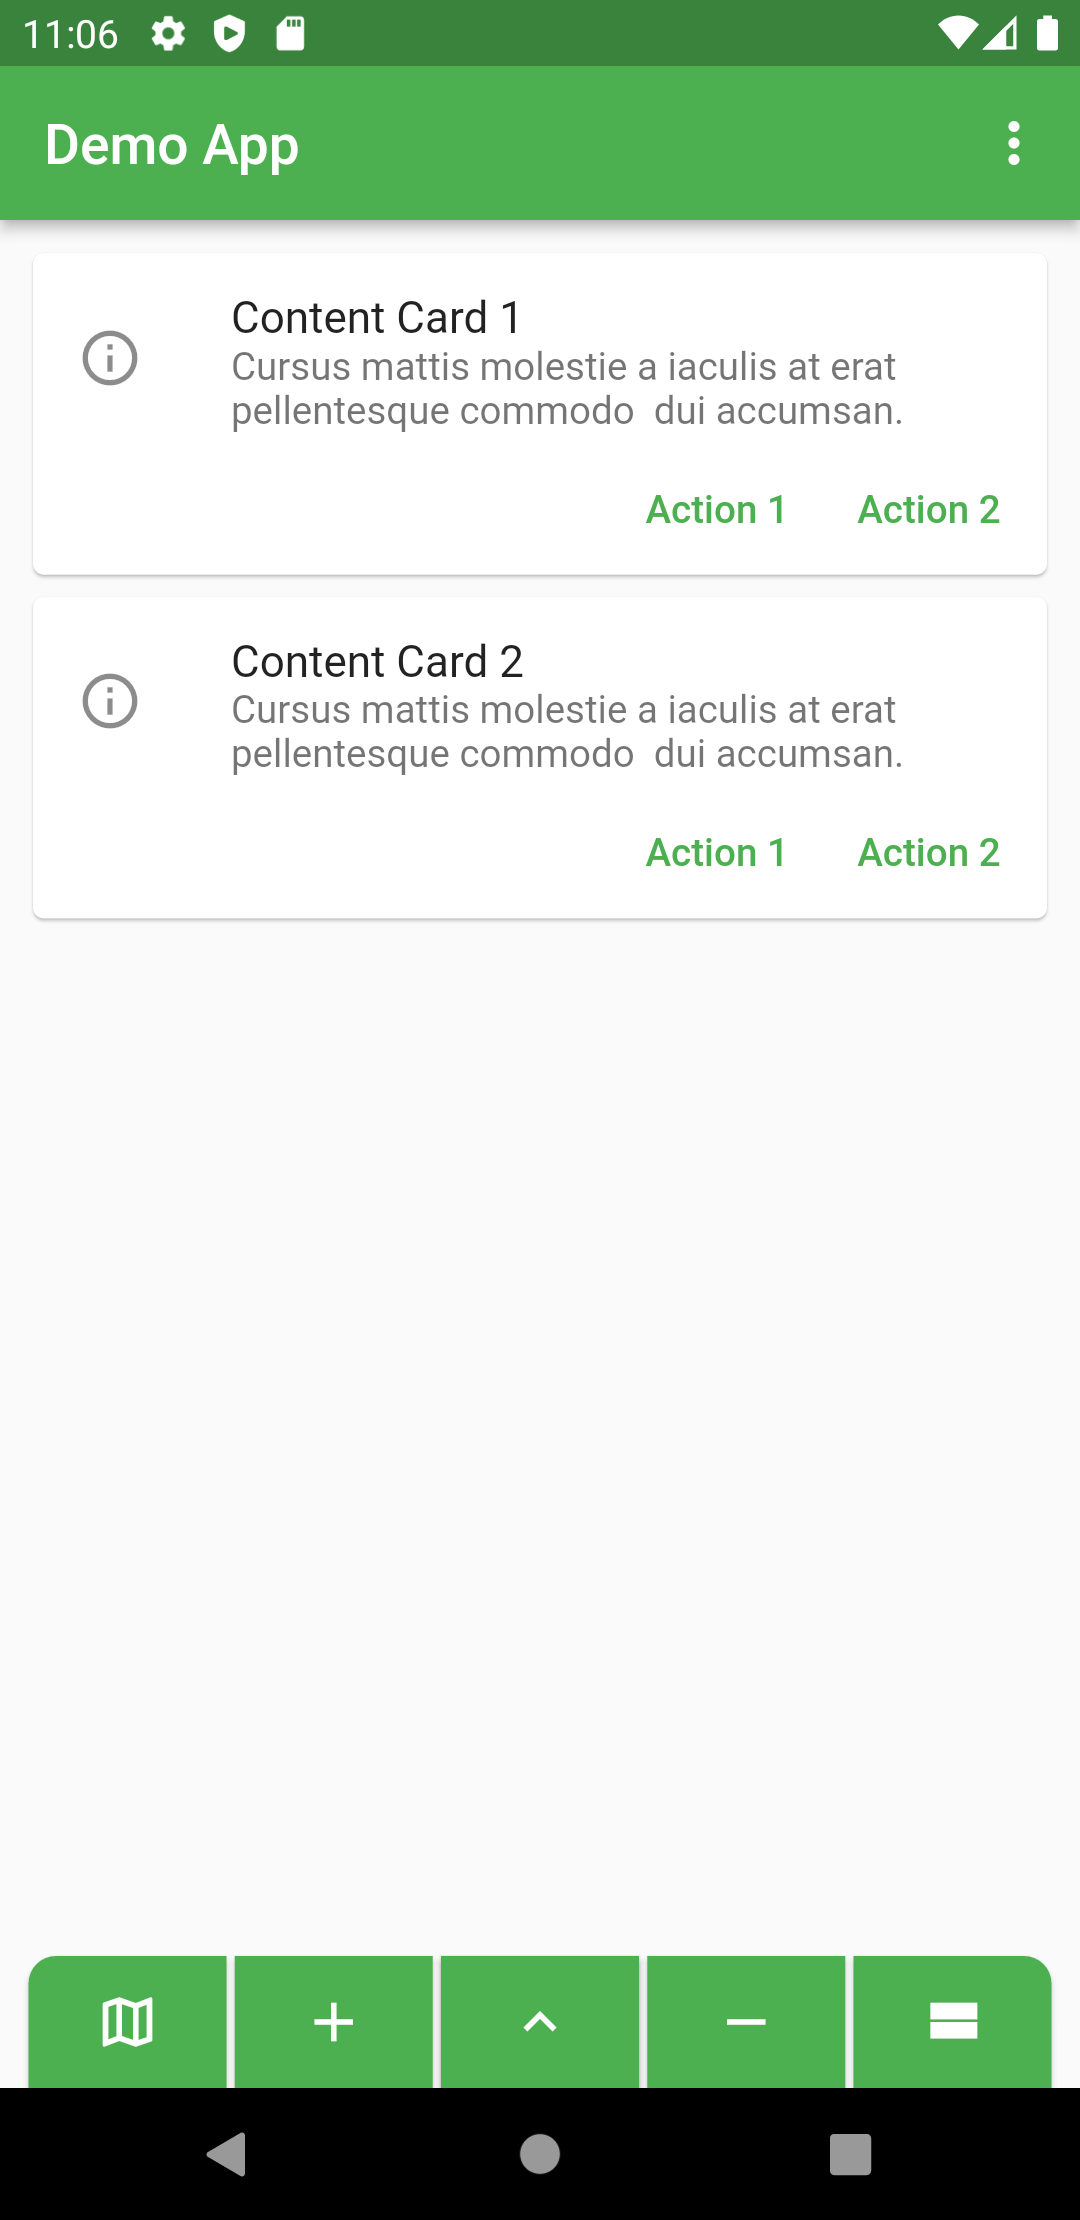 11:06
Demo App
Content Card 1
Cursus mattis molestie a iaculis at erat
pellentesque commodo  dui accumsan.
Action 1 Action 2
Content Card 2
Cursus mattis molestie a iaculis at erat
pellentesque commodo  dui accumsan.
Action 1 Action 2